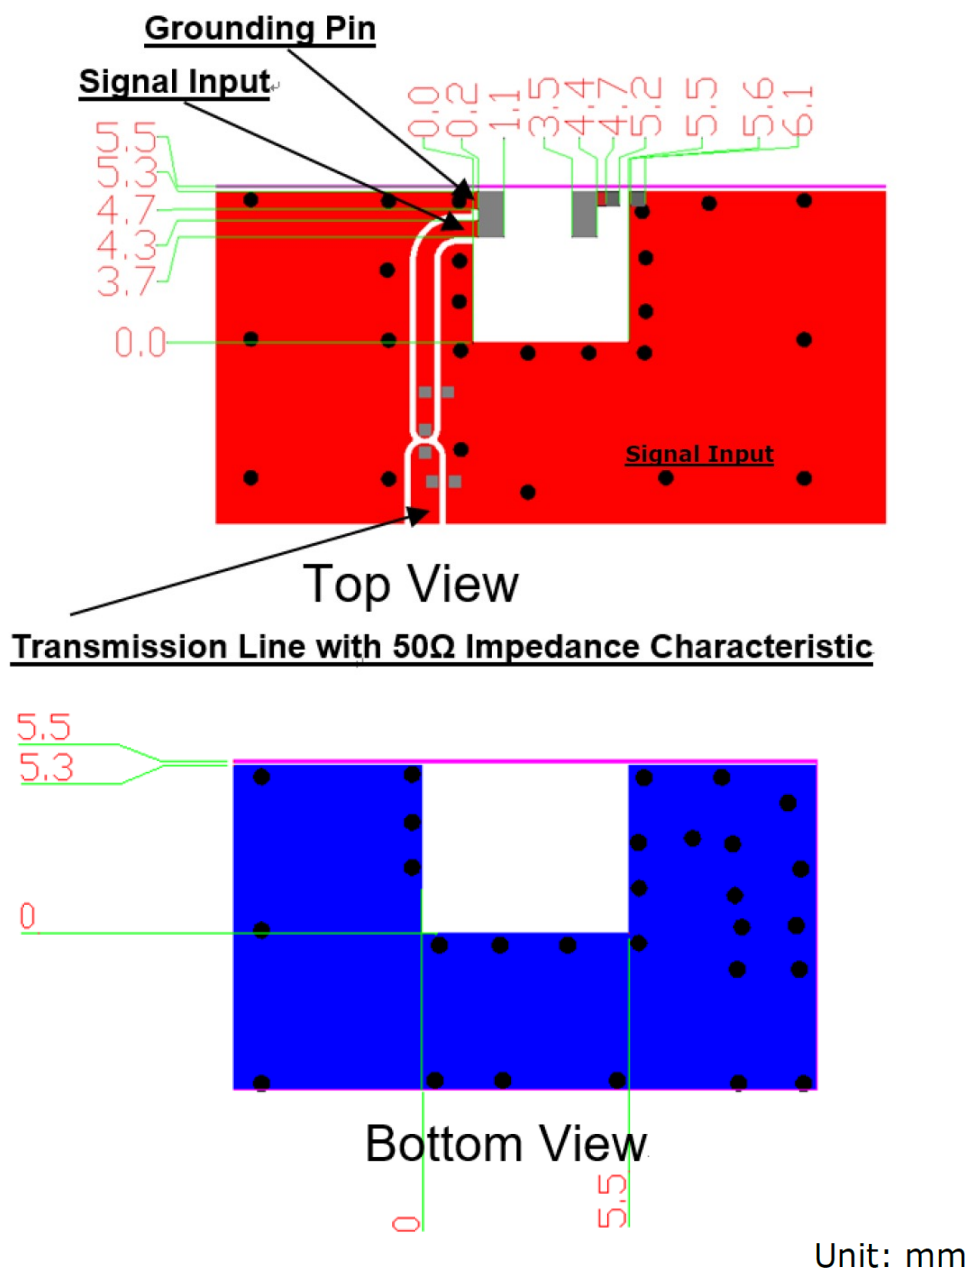 Grounding Pin
Signal Input
0.0 0.2 1.1 3.5 4.4 4.7 5.2 5.5 5.6 6.1
5.5
5.3
4.7
4.3
3.7
0.0
Signal Input
Top View
Transmission Line with 50Ω Impedance Characteristic
5.5
5.3
0
Bottom View
0 5.5
Unit: mm